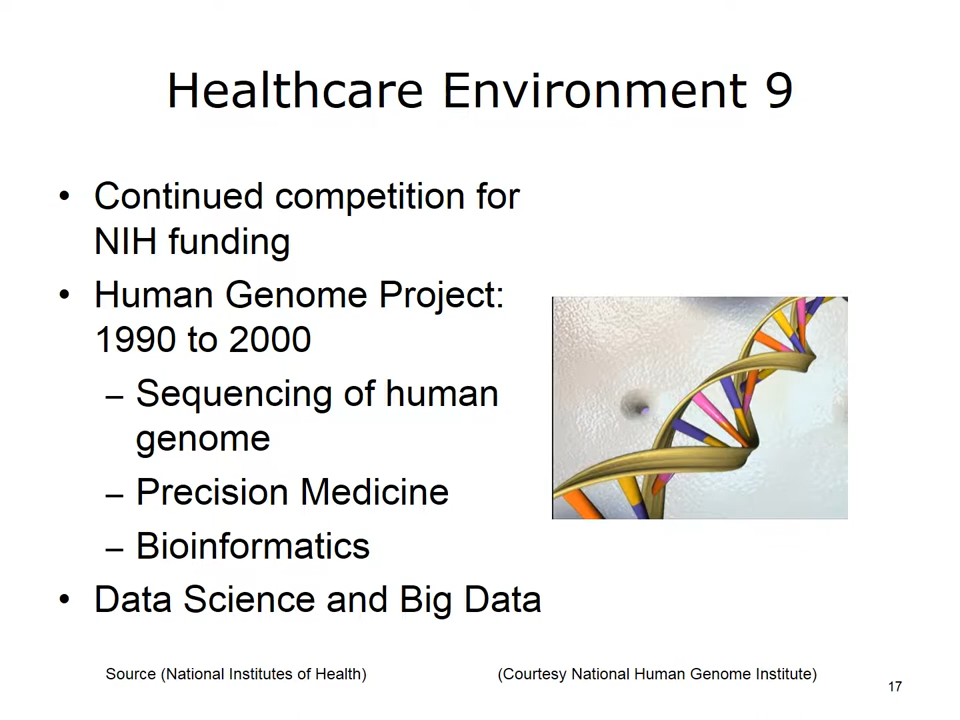 Healthcare Environment 9
• Continued competition for
NIH funding
• Human Genome Project:
1990 to 2000
– Sequencing of human
genome
– Precision Medicine
– Bioinformatics
• Data Science and Big Data
Source (National Institutes of Health)
(Courtesy National Human Genome Institute)
17